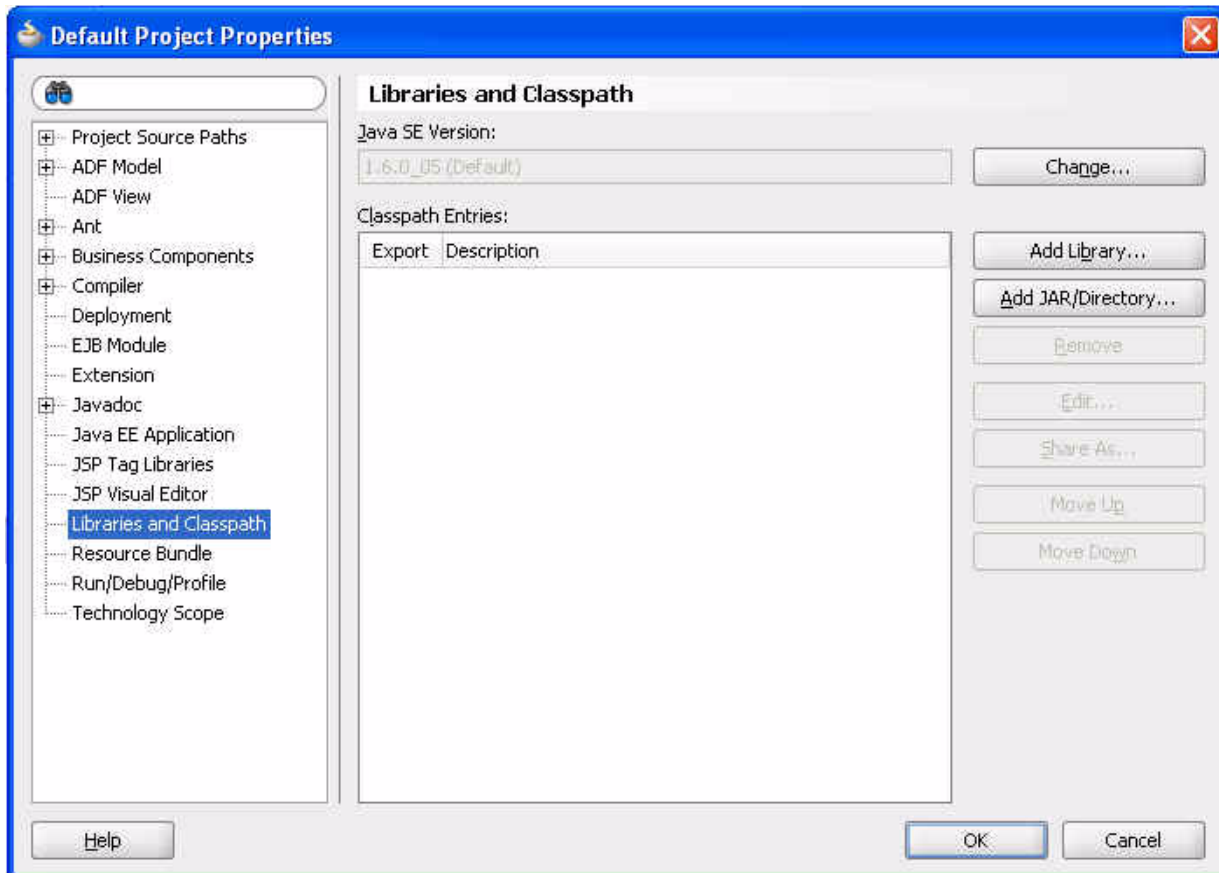 Default Project Properties
Project Source Paths
ADF Model
ADF View
Ant
Business Components
Compiler
Deployment
EJB Module
Extension
Javadoc
Java EE Application
JSP Tag Libraries
JSP Visual Editor
Libraries and Classpath
Resource Bundle
Run/Debug/Profile
Technology Scope
Libraries and Classpath
Java SE Version:
1.6.0_05 (Default)
Change...
Classpath Entries:
Export Description
Add Library...
Add JAR/Directory...
Remove
Edit...
Share As...
Move Up
Move Down
Help
OK
Cancel